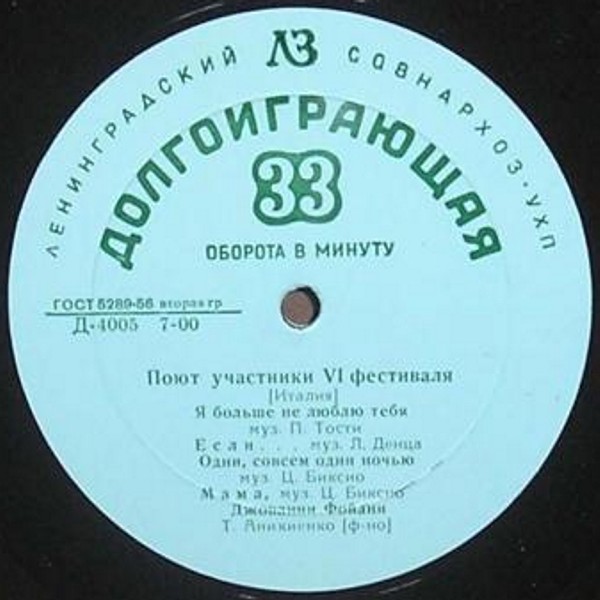 ЛЕНИНГРАДСКИЙ ЛЗ СОВНАРХОЗ·УХП
ДОЛГОИГРАЮЩАЯ
33
ОБОРОТА В МИНУТУ
ГОСТ 5289-56 вторая гр
Д-4005 7-00
Поют участники VI фестиваля
[Италия]
Я больше не люблю тебя
муз. П. Тости
Если... муз. Л. Денца
Одни, совсем одни ночью
муз. Ц. Биксио
Мама, муз. Ц. Биксио
Джованни Фойани
Т. Аникиенко [ф-но]